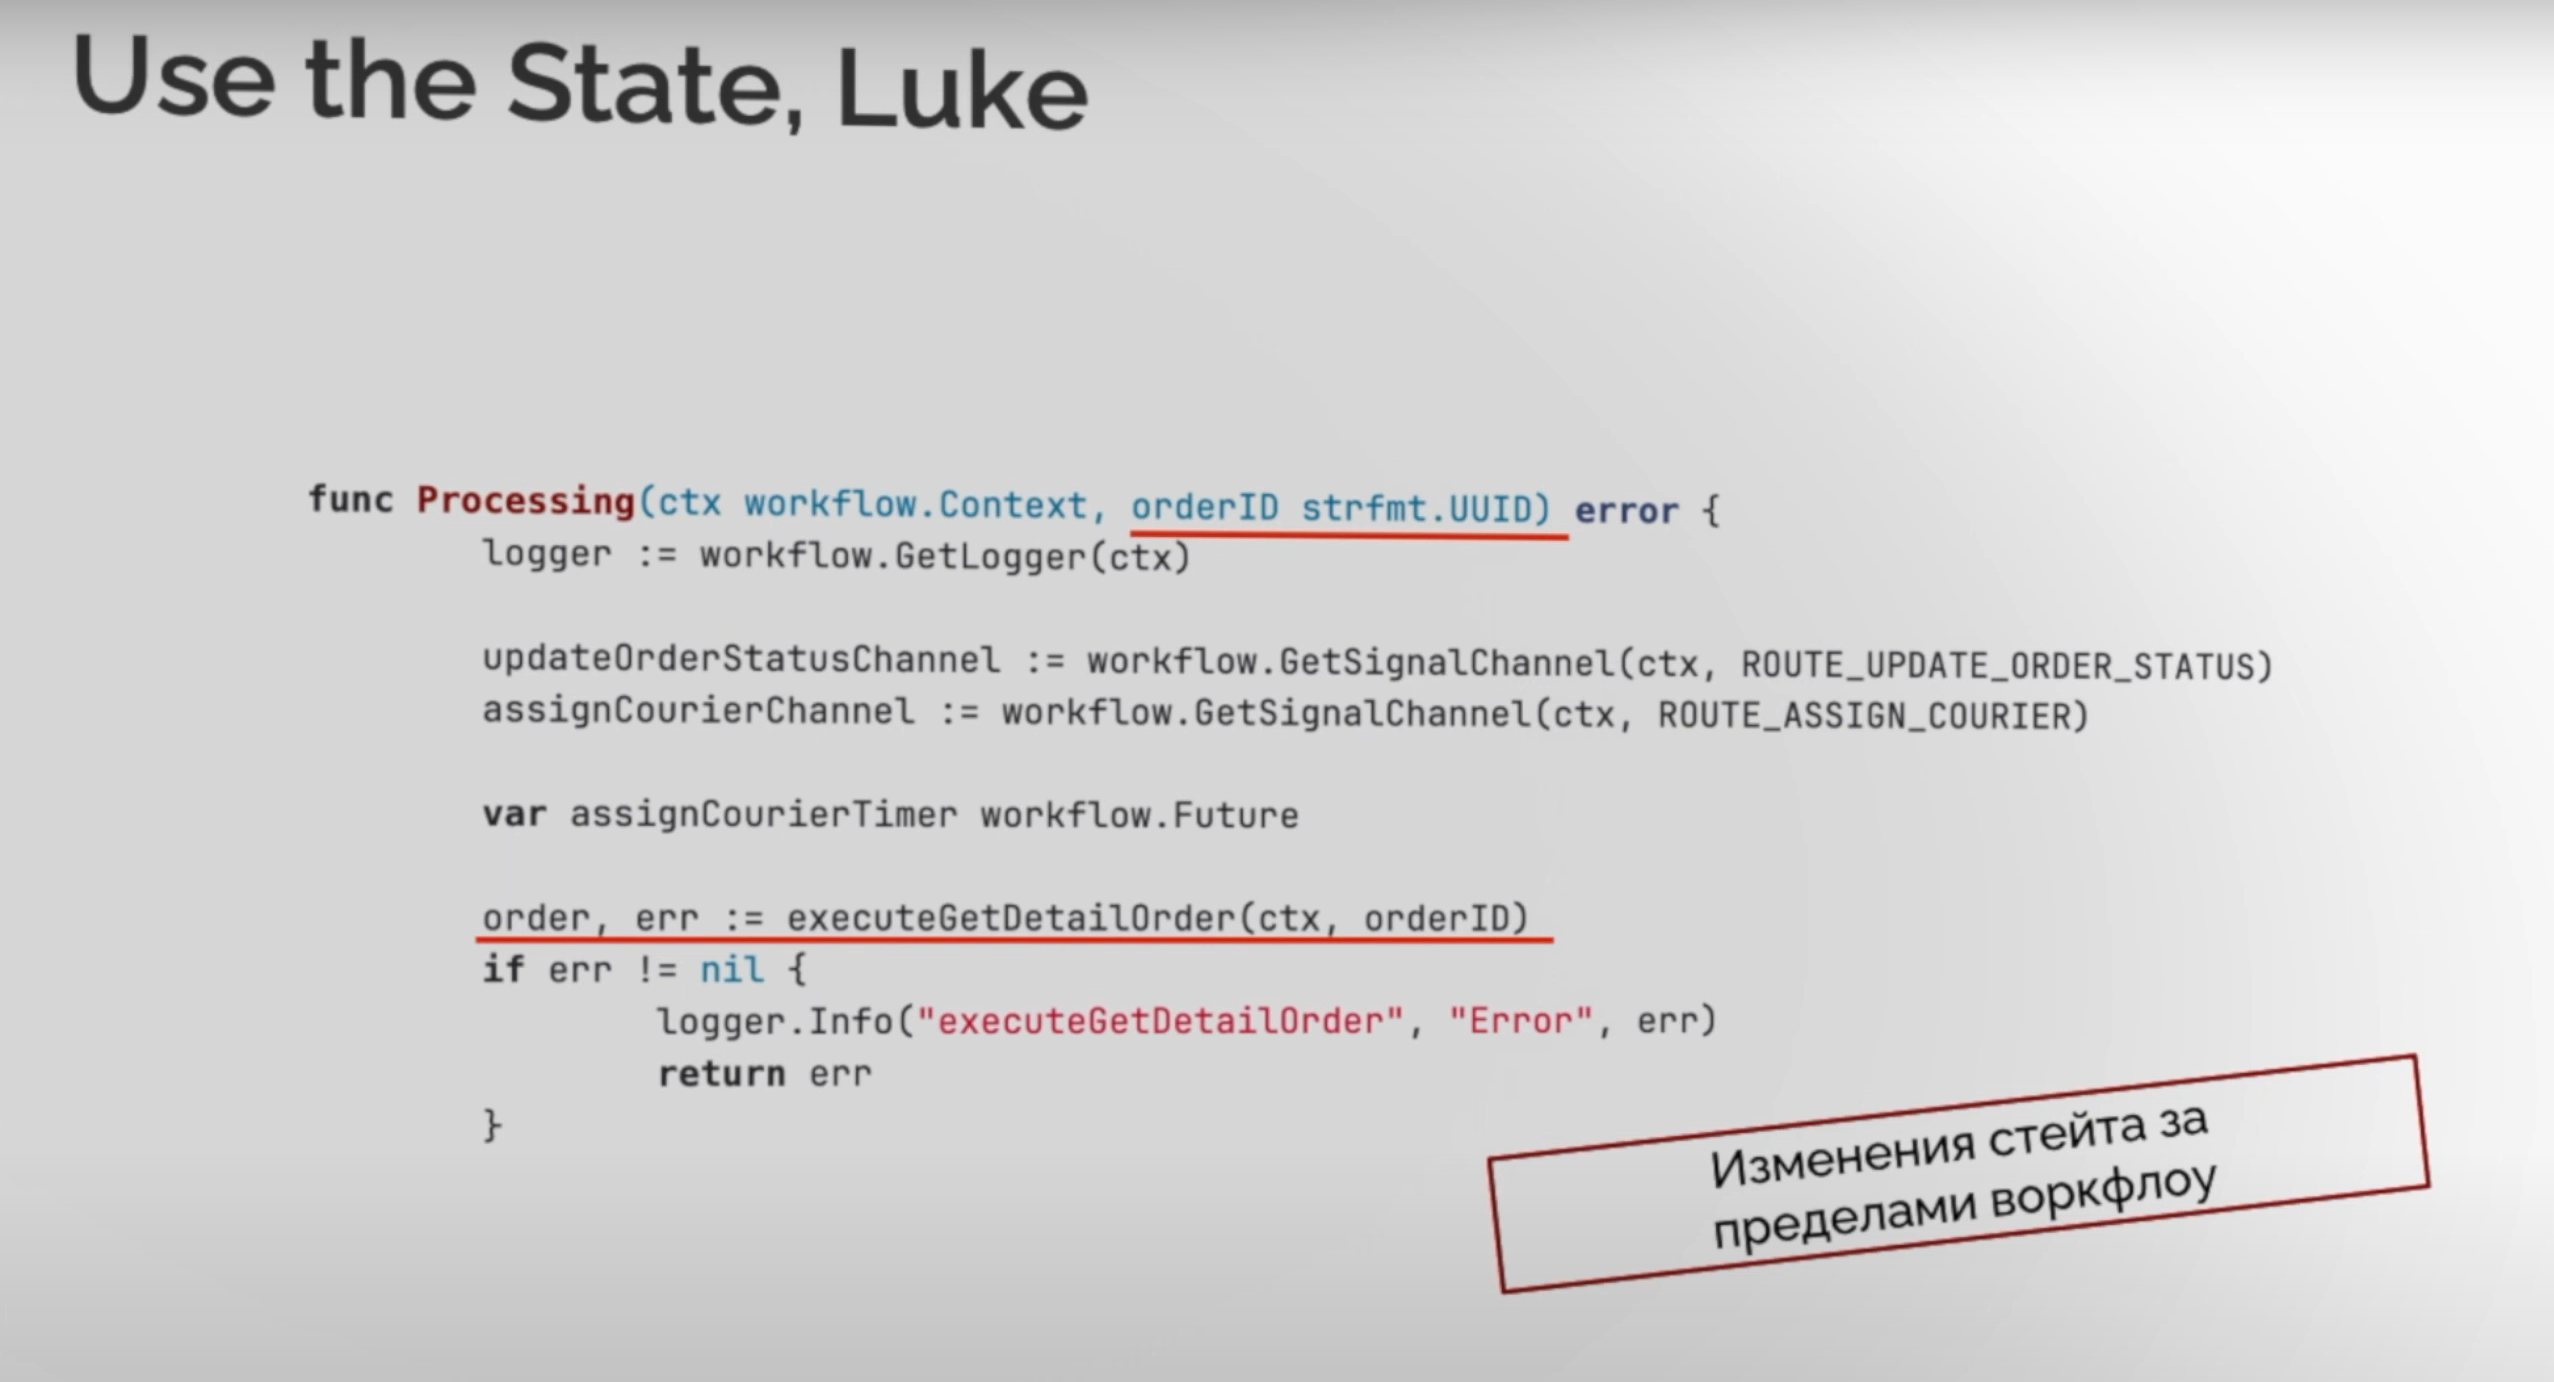 Use the State, Luke
func Processing(ctx workflow.Context, orderID strfmt.UUID) error {
logger := workflow.GetLogger(ctx)
updateOrderStatusChannel := workflow.GetSignalChannel(ctx, ROUTE_UPDATE_ORDER_STATUS)
assignCourierChannel := workflow.GetSignalChannel(ctx, ROUTE_ASSIGN_COURIER)
var assignCourierTimer workflow.Future
order, err := executeGetDetailOrder(ctx, orderID)
if err != nil {
logger.Info("executeGetDetailOrder", "Error", err)
return err
}
Изменения стейта за
пределами воркфлоу